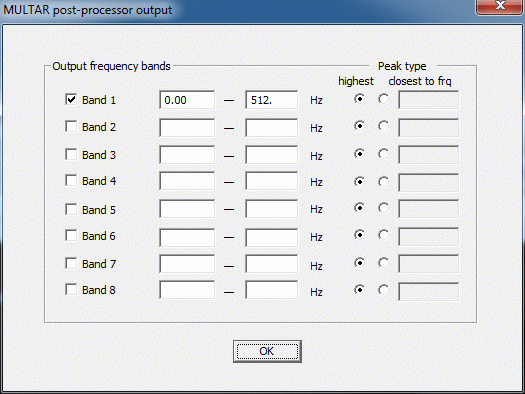 MULTAR post-processor output
Output frequency bands Peak type
highest closest to frq
Band 1 0.00 — 512. Hz
Band 2 — Hz
Band 3 — Hz
Band 4 — Hz
Band 5 — Hz
Band 6 — Hz
Band 7 — Hz
Band 8 — Hz
OK